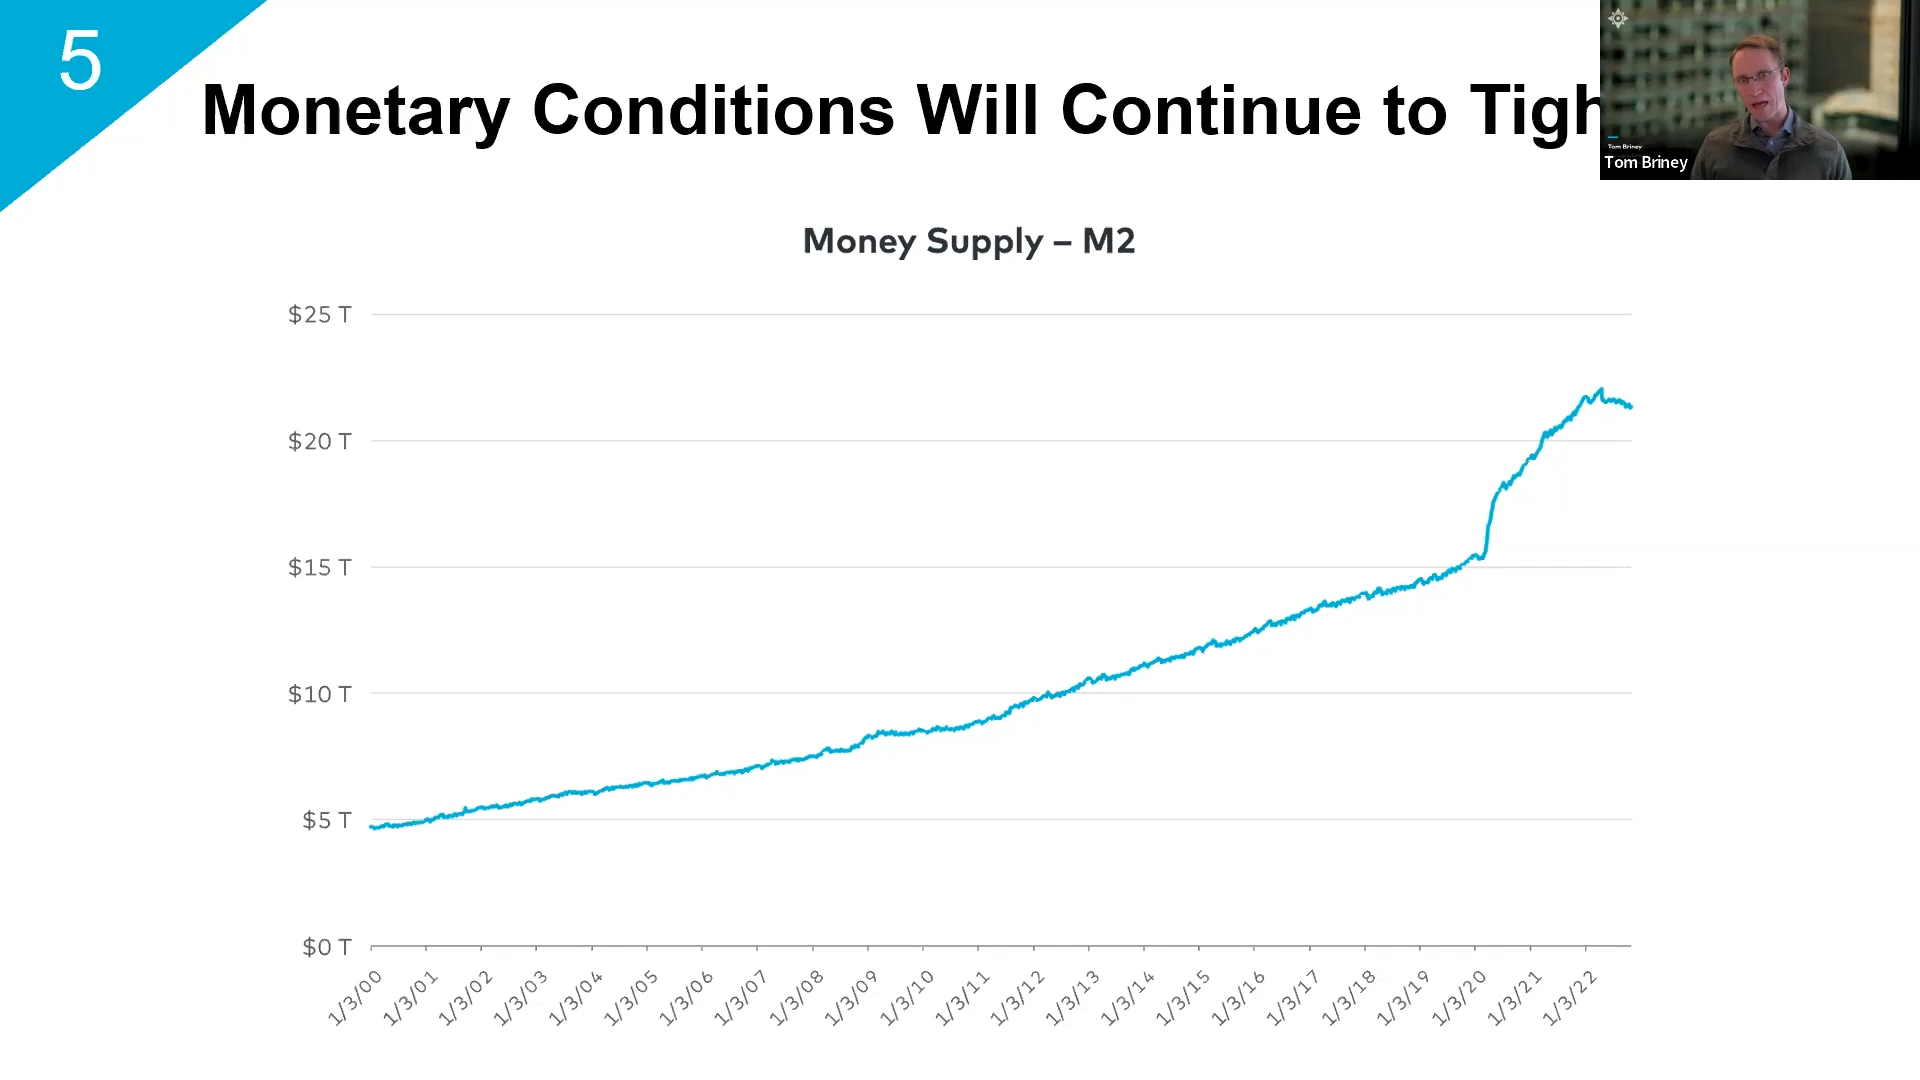 5
Monetary Conditions Will Continue to Tigh
Tom Briney
Tom Briney
Money Supply – M2
$25 T
$20 T
$15 T
$10 T
$5 T
$0 T
1/3/00
1/3/01
1/3/02
1/3/03
1/3/04
1/3/05
1/3/06
1/3/07
1/3/08
1/3/09
1/3/10
1/3/11
1/3/12
1/3/13
1/3/14
1/3/15
1/3/16
1/3/17
1/3/18
1/3/19
1/3/20
1/3/21
1/3/22